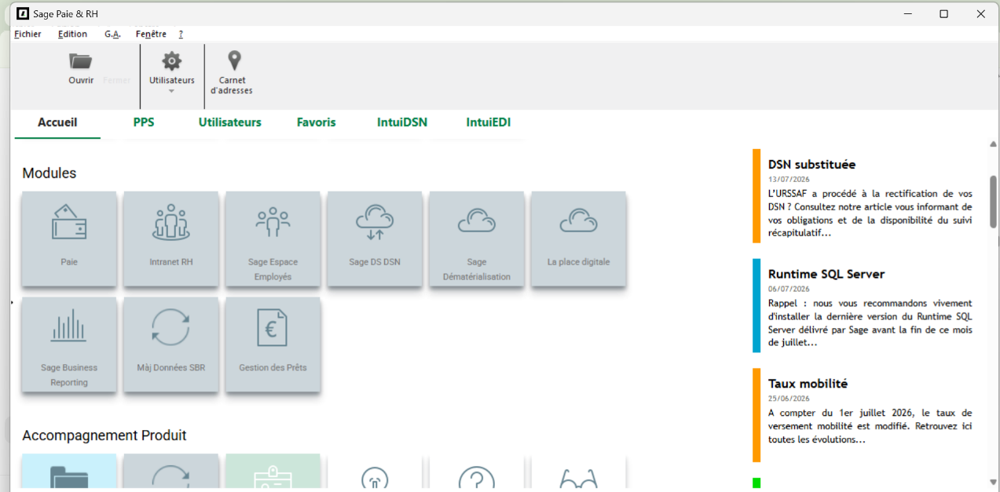 Sage Paie & RH
Fichier Edition G.A. Fenêtre ?
Ouvrir Fermer Utilisateurs Carnet
d'adresses
Accueil PPS Utilisateurs Favoris IntuiDSN IntuiEDI
Modules
Paie
Intranet RH
Sage Espace
Employés
Sage DS DSN
Sage
Dématérialisation
La place digitale
Sage Business
Reporting
Màj Données SBR
Gestion des Prêts
Accompagnement Produit
DSN substituée
13/07/2026
L'URSSAF a procédé à la rectification de vos
DSN ? Consultez notre article vous informant de
vos obligations et de la disponibilité du suivi
récapitulatif...
Runtime SQL Server
06/07/2026
Rappel : nous vous recommandons vivement
d'installer la dernière version du Runtime SQL
Server délivré par Sage avant la fin de ce mois
de juillet...
Taux mobilité
25/06/2026
A compter du 1er juillet 2026, le taux de
versement mobilité est modifié. Retrouvez ici
toutes les évolutions...